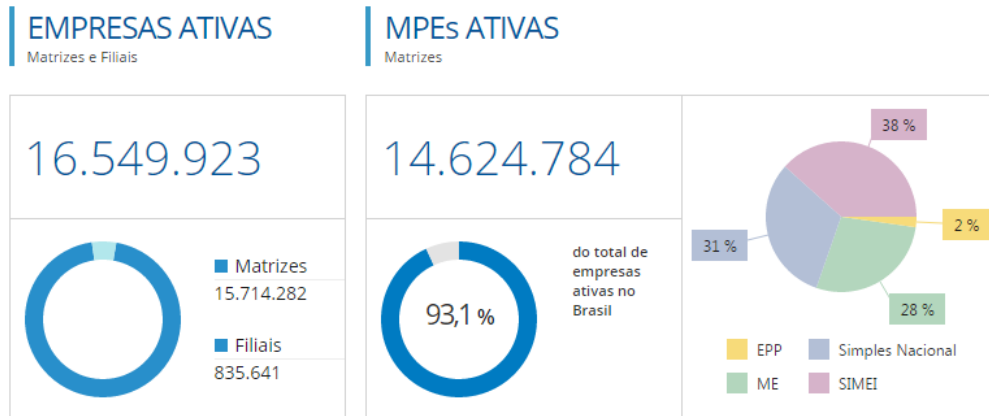 EMPRESAS ATIVAS
Matrizes e Filiais
16.549.923
Matrizes
15.714.282
Filiais
835.641
MPEs ATIVAS
Matrizes
14.624.784
93,1 %
do total de
empresas
ativas no
Brasil
38 %
2 %
31 %
28 %
EPP
Simples Nacional
ME
SIMEI